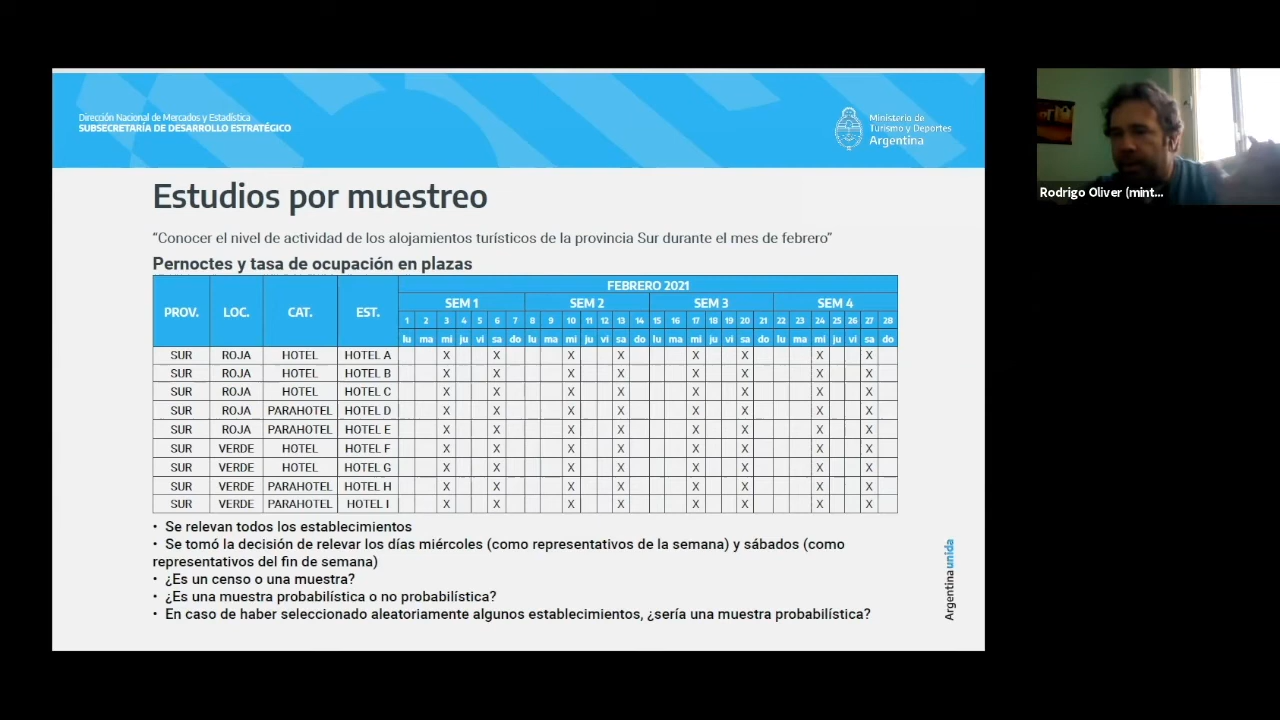 Dirección Nacional de Mercados y Estadística
SUBSECRETARÍA DE DESARROLLO ESTRATÉGICO
Ministerio de
Turismo y Deportes
Argentina
Rodrigo Oliver (mint...
Estudios por muestreo
“Conocer el nivel de actividad de los alojamientos turísticos de la provincia Sur durante el mes de febrero”
Pernoctes y tasa de ocupación en plazas
PROV. LOC. CAT. EST. FEBRERO 2021
SEM 1 SEM 2 SEM 3 SEM 4
1 2 3 4 5 6 7 8 9 10 11 12 13 14 15 16 17 18 19 20 21 22 23 24 25 26 27 28
lu ma mi ju vi sa do lu ma mi ju vi sa do lu ma mi ju vi sa do lu ma mi ju vi sa do
SUR ROJA HOTEL HOTEL A X X X X X X X X
SUR ROJA HOTEL HOTEL B X X X X X X X X
SUR ROJA HOTEL HOTEL C X X X X X X X X
SUR ROJA PARAHOTEL HOTEL D X X X X X X X X
SUR ROJA PARAHOTEL HOTEL E X X X X X X X X
SUR VERDE HOTEL HOTEL F X X X X X X X X
SUR VERDE HOTEL HOTEL G X X X X X X X X
SUR VERDE PARAHOTEL HOTEL H X X X X X X X X
SUR VERDE PARAHOTEL HOTEL I X X X X X X X X
• Se relevan todos los establecimientos
• Se tomó la decisión de relevar los días miércoles (como representativos de la semana) y sábados (como
representativos del fin de semana)
• ¿Es un censo o una muestra?
• ¿Es una muestra probabilística o no probabilística?
• En caso de haber seleccionado aleatoriamente algunos establecimientos, ¿sería una muestra probabilística?
Argentina unida